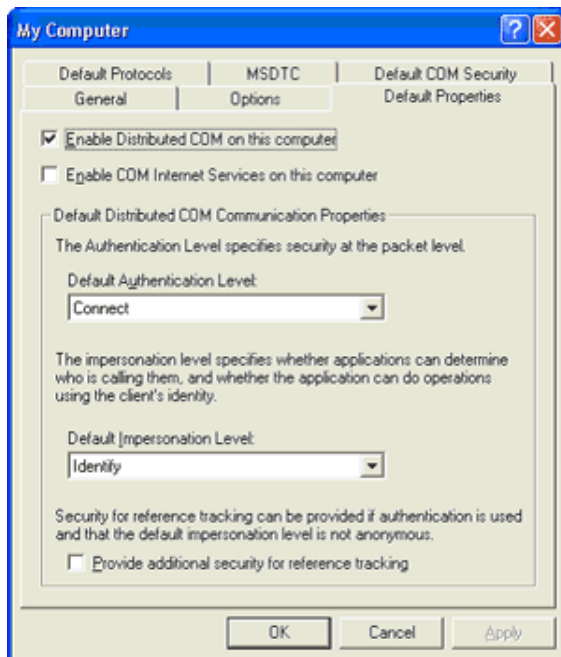 My Computer
Default Protocols MSDTC Default COM Security
General Options Default Properties
Enable Distributed COM on this computer
Enable COM Internet Services on this computer
Default Distributed COM Communication Properties
The Authentication Level specifies security at the packet level.
Default Authentication Level:
Connect
The impersonation level specifies whether applications can determine
who is calling them, and whether the application can do operations
using the client's identity.
Default Impersonation Level:
Identify
Security for reference tracking can be provided if authentication is used
and that the default impersonation level is not anonymous.
Provide additional security for reference tracking
OK Cancel Apply